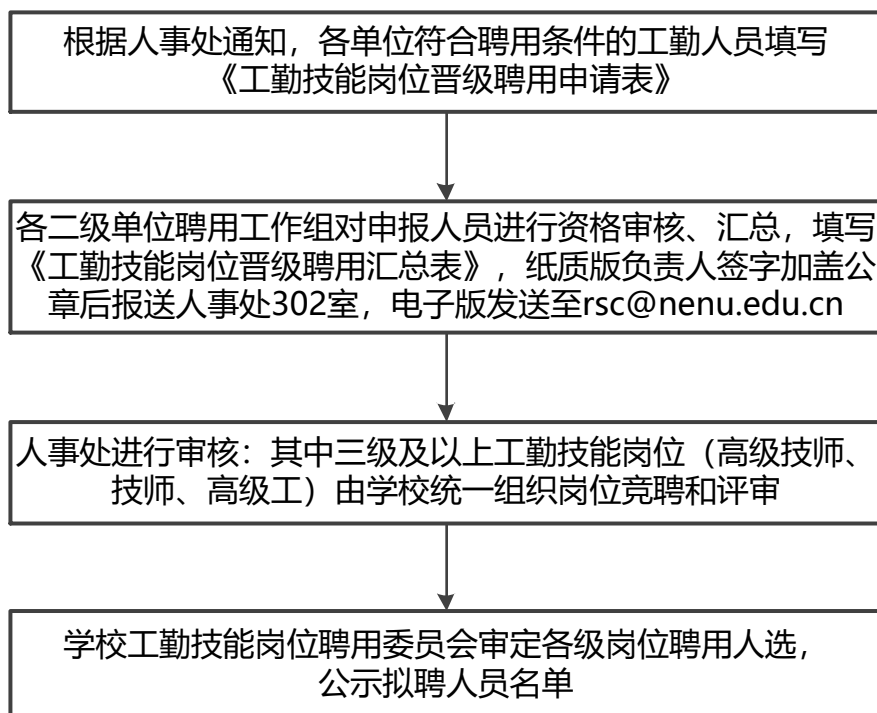 根据人事处通知，各单位符合聘用条件的工勤人员填写
《工勤技能岗位晋级聘用申请表》
各二级单位聘用工作组对申报人员进行资格审核、汇总，填写
《工勤技能岗位晋级聘用汇总表》，纸质版负责人签字加盖公
章后报送人事处302室，电子版发送至rsc@nenu.edu.cn
人事处进行审核：其中三级及以上工勤技能岗位（高级技师、
技师、高级工）由学校统一组织岗位竞聘和评审
学校工勤技能岗位聘用委员会审定各级岗位聘用人选，
公示拟聘人员名单